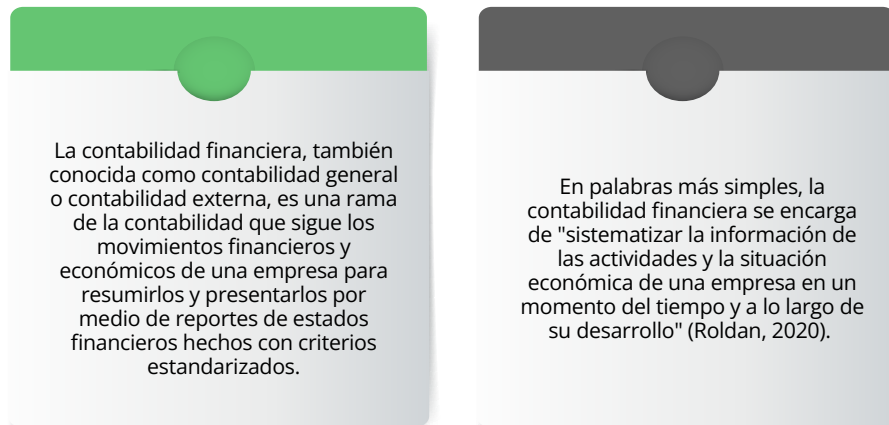 La contabilidad financiera, también
conocida como contabilidad general
o contabilidad externa, es una rama
de la contabilidad que sigue los
movimientos financieros y
económicos de una empresa para
resumirlos y presentarlos por
medio de reportes de estados
financieros hechos con criterios
estandarizados.
En palabras más simples, la
contabilidad financiera se encarga
de "sistematizar la información de
las actividades y la situación
económica de una empresa en un
momento del tiempo y a lo largo de
su desarrollo" (Roldan, 2020).